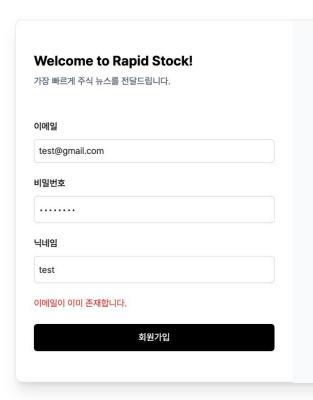 Welcome to Rapid Stock!
가장 빠르게 주식 뉴스를 전달드립니다.
이메일
test@gmail.com
비밀번호
........
닉네임
test
이메일이 이미 존재합니다.
회원가입